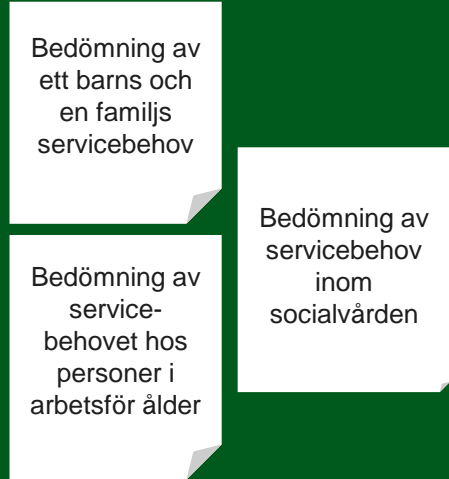 Bedömning av
ett barns och
en familjs
servicebehov
Bedömning av
service-
behovet hos
personer i
arbetsför ålder
Bedömning av
servicebehov
inom
socialvården